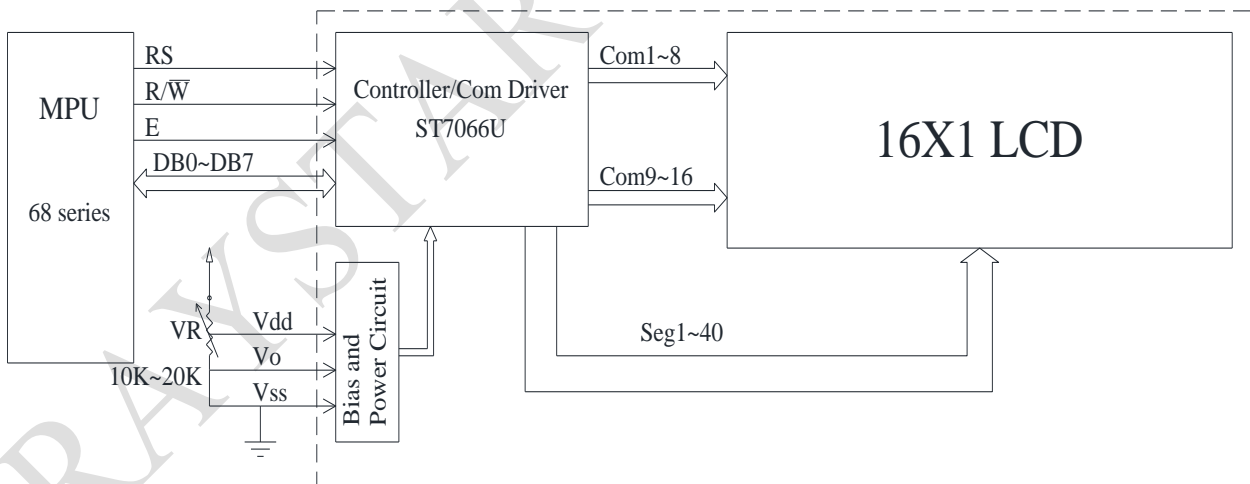 MPU
68 series
RS
R/W̅
E
DB0~DB7
Controller/Com Driver
ST7066U
Com1~8
Com9~16
16X1 LCD
VR
10K~20K
Vdd
Vo
Vss
Bias and
Power Circuit
Seg1~40
RAYSTAR